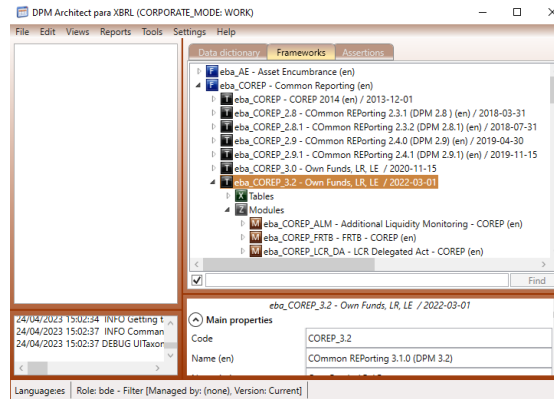 DPM Architect para XBRL (CORPORATE_MODE: WORK)
File Edit Views Reports Tools Settings Help
Data dictionary Frameworks Assertions
F eba_AE - Asset Encumbrance (en)
F eba_COREP - Common Reporting (en)
T eba_COREP - COREP 2014 (en) / 2013-12-01
T eba_COREP_2.8 - COmmon REPorting 2.3.1 (DPM 2.8 ) (en) / 2018-03-31
T eba_COREP_2.8.1 - COmmon REPorting 2.3.2 (DPM 2.8.1) (en) / 2018-07-31
T eba_COREP_2.9 - COmmon REPorting 2.4.0 (DPM 2.9) (en) / 2019-04-30
T eba_COREP_2.9.1 - COmmon REPorting 2.4.1 (DPM 2.9.1) (en) / 2019-11-15
T eba_COREP_3.0 - Own Funds, LR, LE / 2020-11-15
T eba_COREP_3.2 - Own Funds, LR, LE / 2022-03-01
X Tables
Z Modules
M eba_COREP_ALM - Additional Liquidity Monitoring - COREP (en)
M eba_COREP_FRTB - FRTB - COREP (en)
M eba_COREP_LCR_DA - LCR Delegated Act - COREP (en)
Find
eba_COREP_3.2 - Own Funds, LR, LE / 2022-03-01
Main properties
Code COREP_3.2
Name (en) COmmon REPorting 3.1.0 (DPM 3.2)
24/04/2023 15:02:34 INFO Getting t
24/04/2023 15:02:37 INFO Comman
24/04/2023 15:02:37 DEBUG UITaxon
Language:es Role: bde - Filter [Managed by: (none), Version: Current]